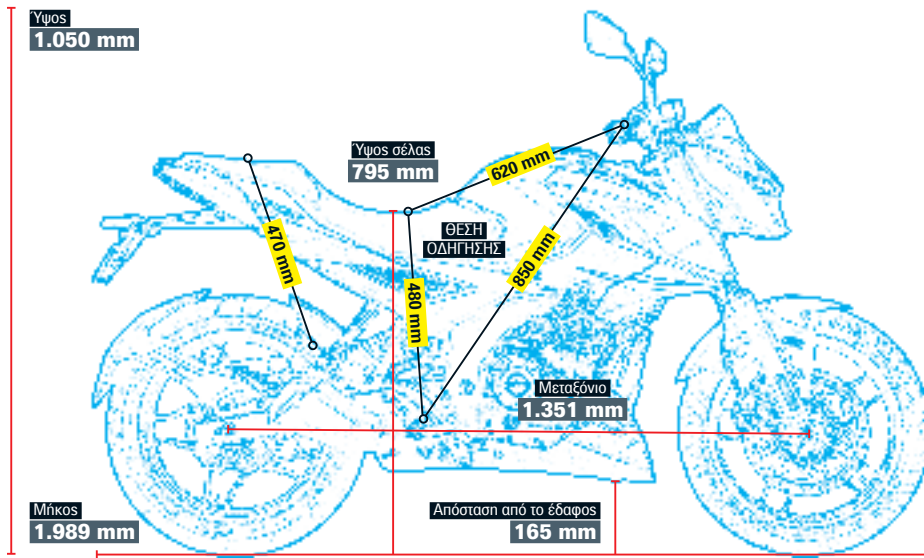 Ύψος
1.050 mm
Ύψος σέλας
795 mm
620 mm
ΘΕΣΗ
ΟΔΗΓΗΣΗΣ
470 mm
480 mm
850 mm
Μεταξόνιο
1.351 mm
Μήκος
1.989 mm
Απόσταση από το έδαφος
165 mm